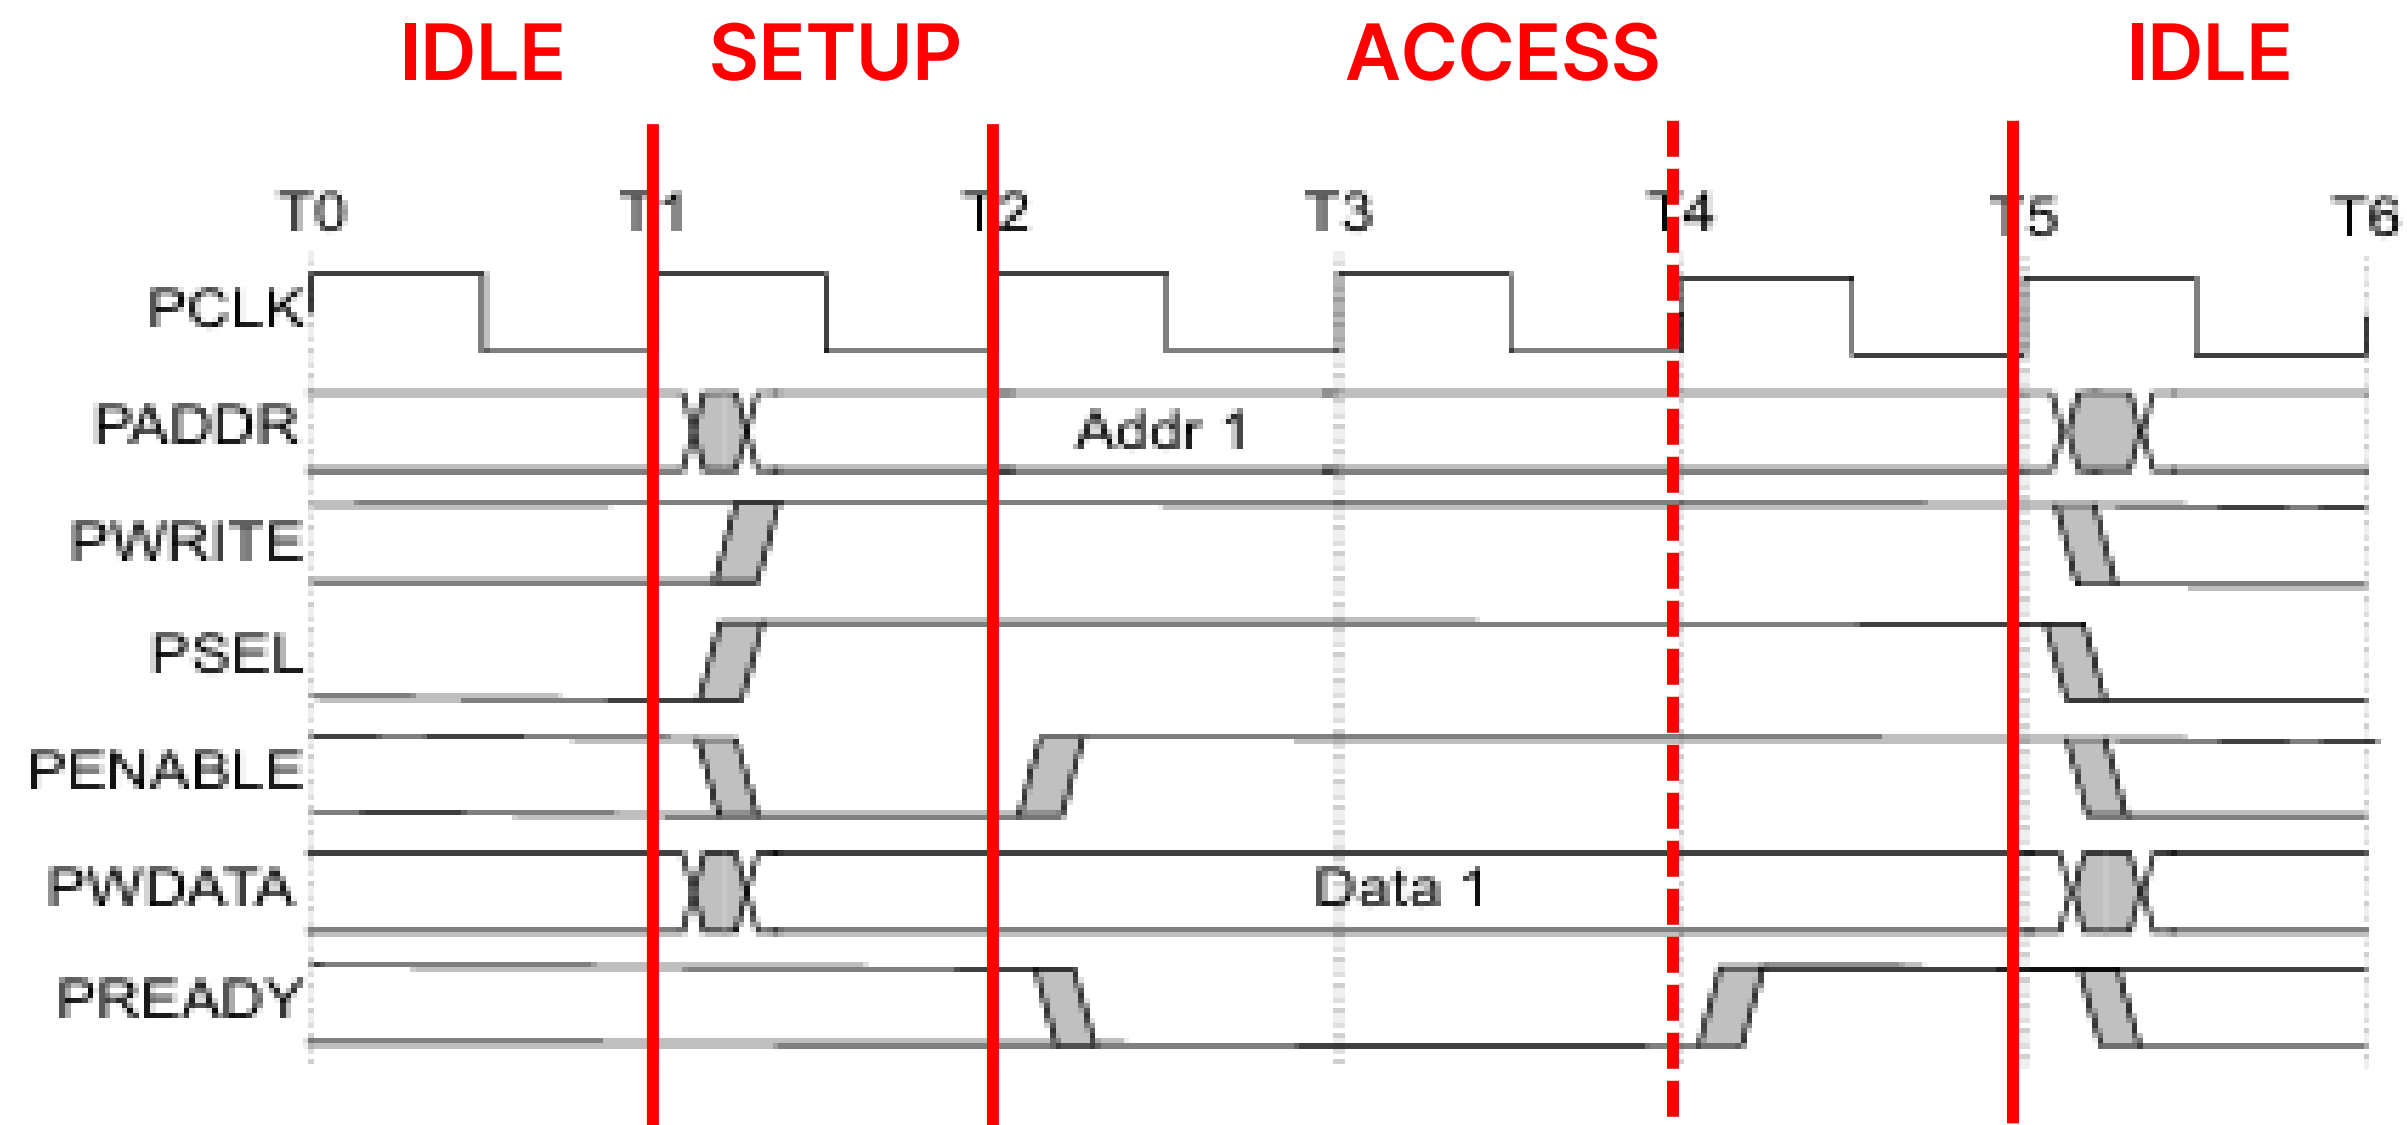 IDLE SETUP ACCESS IDLE
T0 T1 T2 T3 T4 T5 T6
PCLK
PADDR Addr 1
PWRITE
PSEL
PENABLE
PWDATA Data 1
PREADY